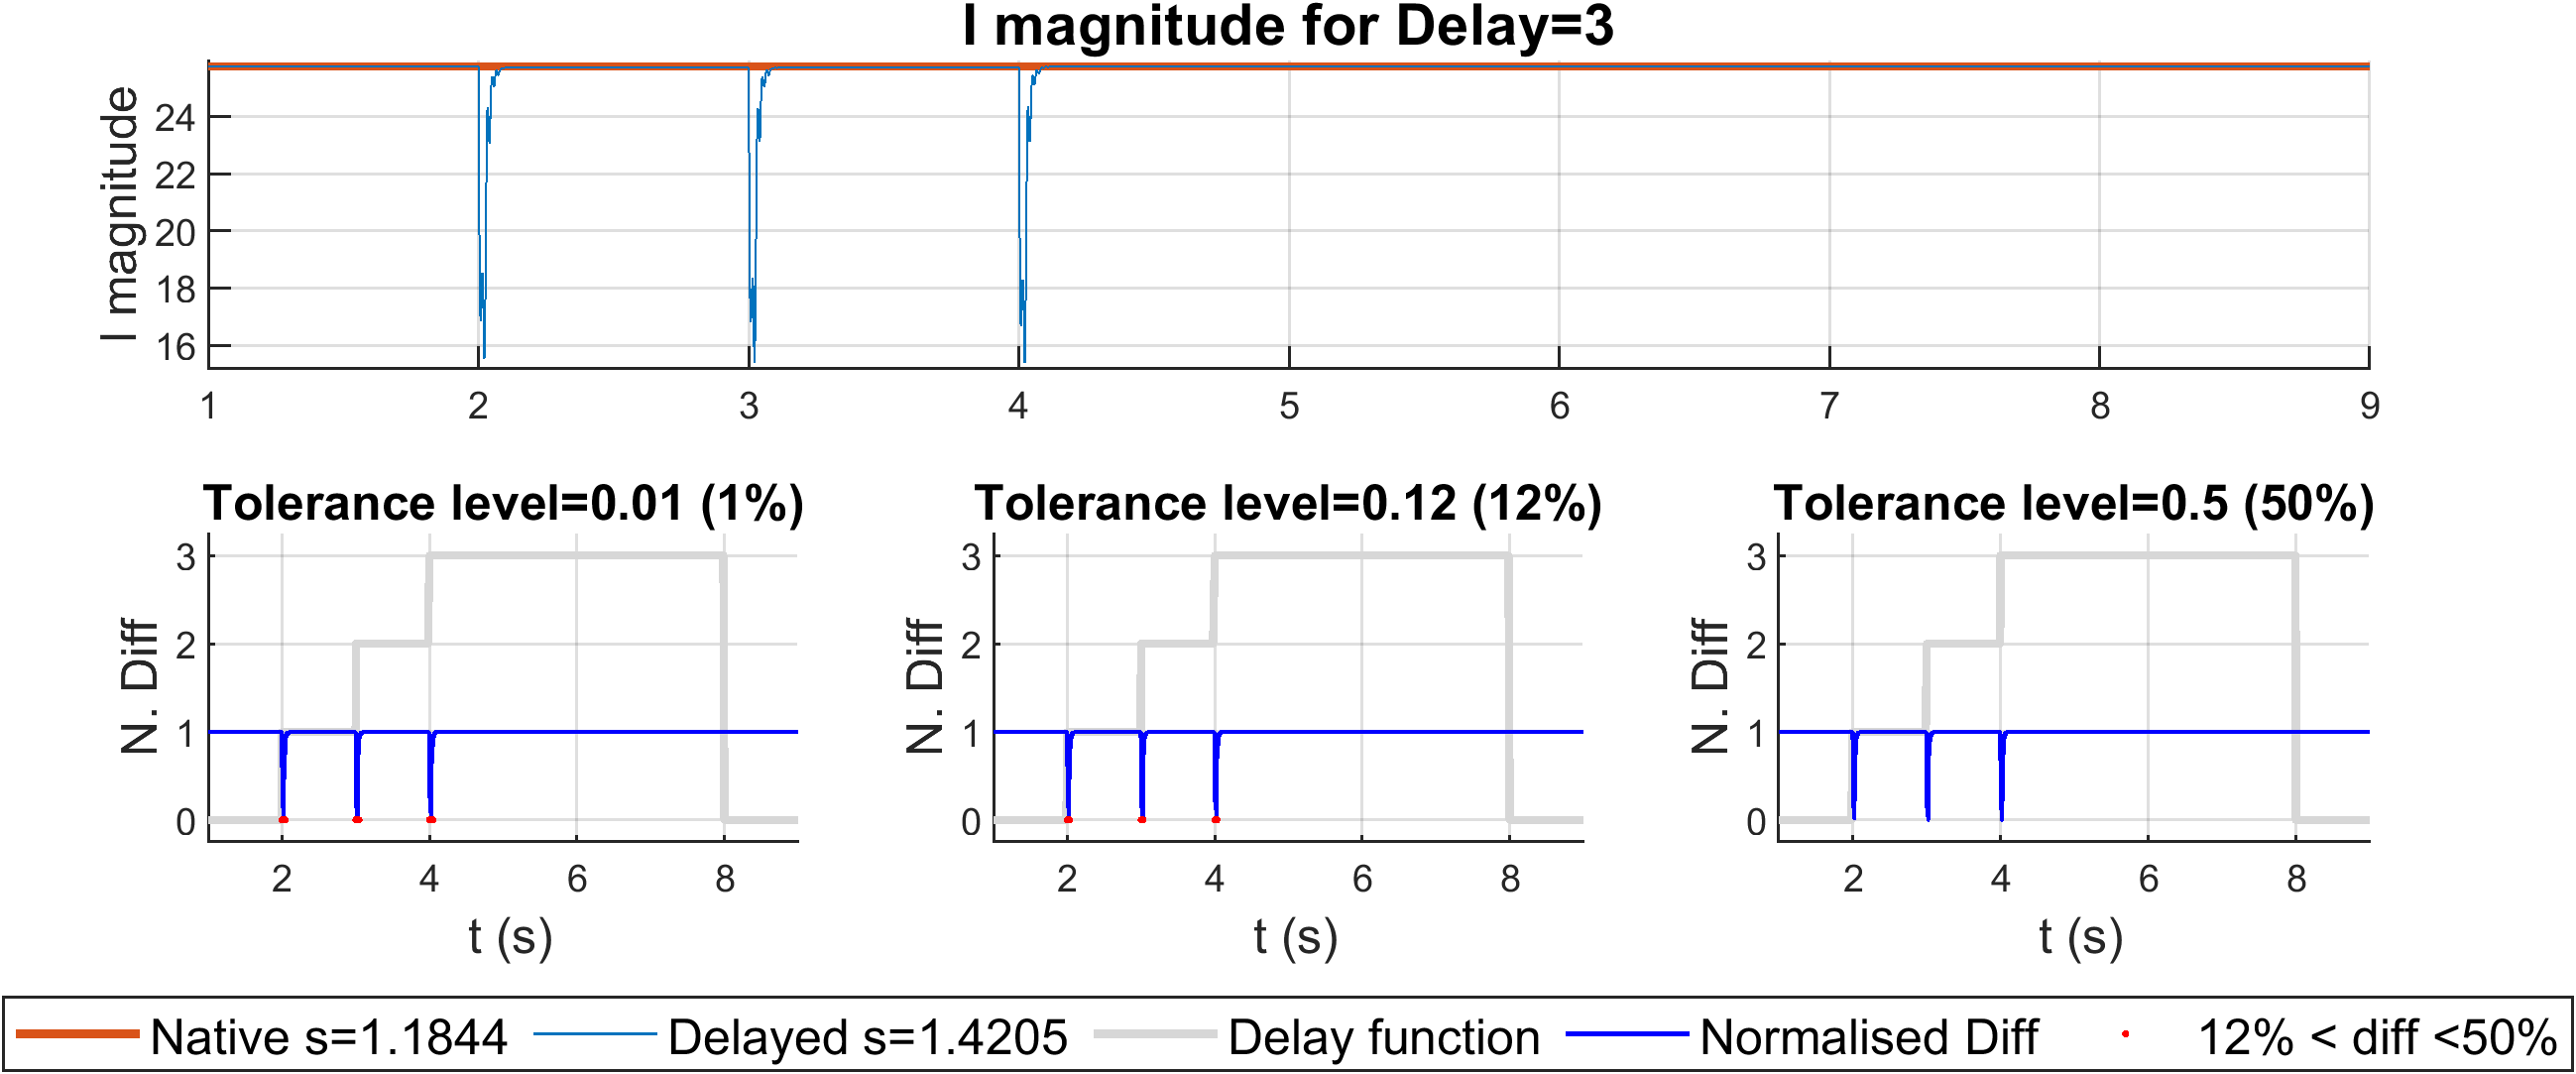 I magnitude for Delay=3
I magnitude
24
22
20
18
16
1 2 3 4 5 6 7 8 9
Tolerance level=0.01 (1%)
N. Diff
3
2
1
0
2 4 6 8
t (s)
Tolerance level=0.12 (12%)
N. Diff
3
2
1
0
2 4 6 8
t (s)
Tolerance level=0.5 (50%)
N. Diff
3
2
1
0
2 4 6 8
t (s)
Native s=1.1844 Delayed s=1.4205 Delay function Normalised Diff 12% < diff <50%